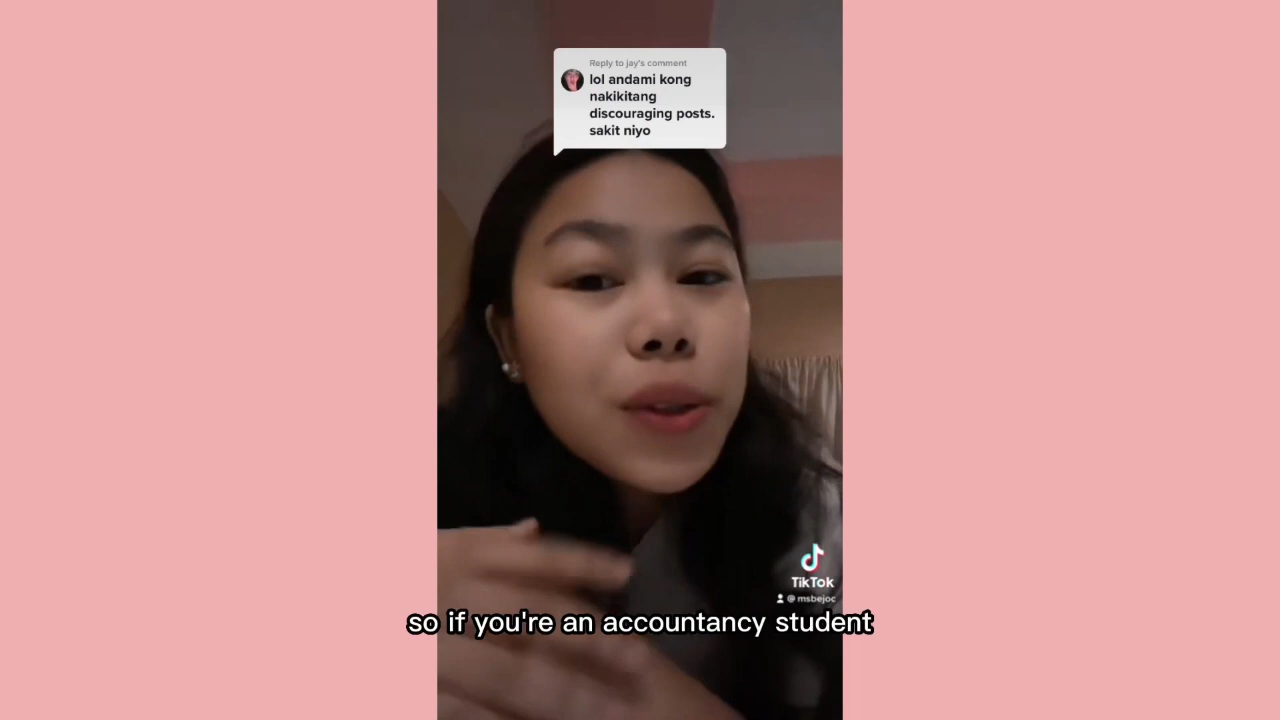 Reply to jay's comment
lol andami kong
nakikitang
discouraging posts.
sakit niyo
TikTok
@ msbejoc
so if you're an accountancy student